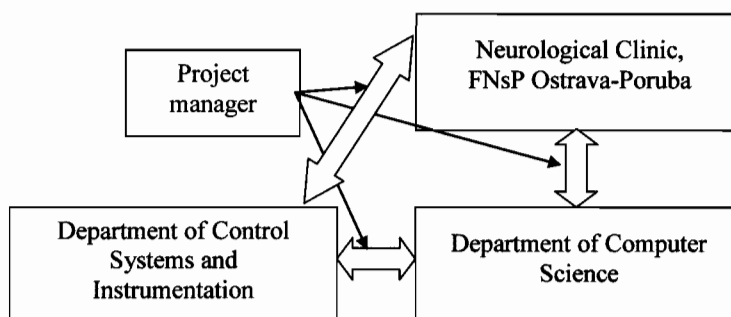 Project
manager
Neurological Clinic,
FNsP Ostrava-Poruba
Department of Control
Systems and
Instrumentation
Department of Computer
Science